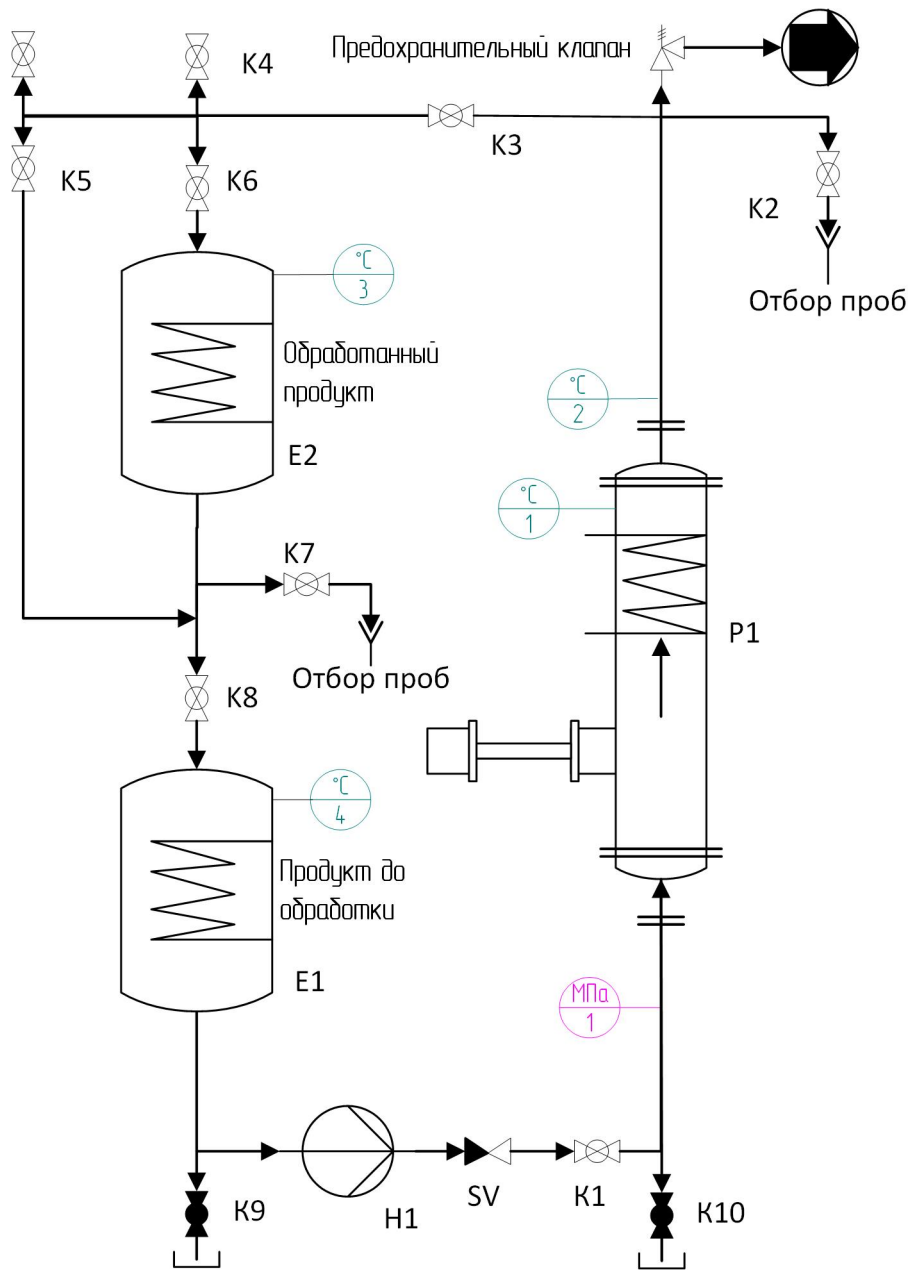 Предохранительный клапан
К4
К3
К5
К6
К2
Отбор проб
°C
3
Обработанный
продукт
Е2
°C
2
°C
1
К7
Р1
Отбор проб
К8
°C
4
Продукт до
обработки
Е1
МПа
1
К9
Н1
SV
К1
К10